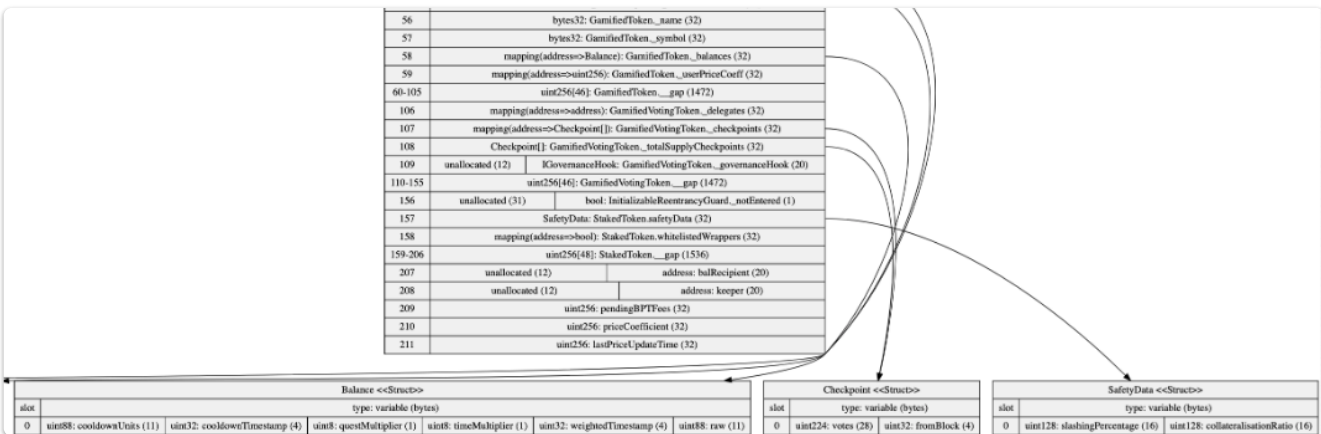 56 bytes32: GamifiedToken._name (32)
57 bytes32: GamifiedToken._symbol (32)
58 mapping(address=>Balance): GamifiedToken._balances (32)
59 mapping(address=>uint256): GamifiedToken._userPriceCoeff (32)
60-105 uint256[46]: GamifiedToken.__gap (1472)
106 mapping(address=>address): GamifiedVotingToken._delegates (32)
107 mapping(address=>Checkpoint[]): GamifiedVotingToken._checkpoints (32)
108 Checkpoint[]: GamifiedVotingToken._totalSupplyCheckpoints (32)
109 unallocated (12) IGovernanceHook: GamifiedVotingToken._governanceHook (20)
110-155 uint256[46]: GamifiedVotingToken.__gap (1472)
156 unallocated (31) bool: InitializableReentrancyGuard._notEntered (1)
157 SafetyData: StakedToken.safetyData (32)
158 mapping(address=>bool): StakedToken.whitelistedWrappers (32)
159-206 uint256[48]: StakedToken.__gap (1536)
207 unallocated (12) address: balRecipient (20)
208 unallocated (12) address: keeper (20)
209 uint256: pendingBPTFees (32)
210 uint256: priceCoefficient (32)
211 uint256: lastPriceUpdateTime (32)
Balance <<Struct>>
slot type: variable (bytes)
0 uint88: cooldownUnits (11) uint32: cooldownTimestamp (4) uint8: questMultiplier (1) uint8: timeMultiplier (1) uint32: weightedTimestamp (4) uint88: raw (11)
Checkpoint <<Struct>>
slot type: variable (bytes)
0 uint224: votes (28) uint32: fromBlock (4)
SafetyData <<Struct>>
slot type: variable (bytes)
0 uint128: slashingPercentage (16) uint128: collateralisationRatio (16)